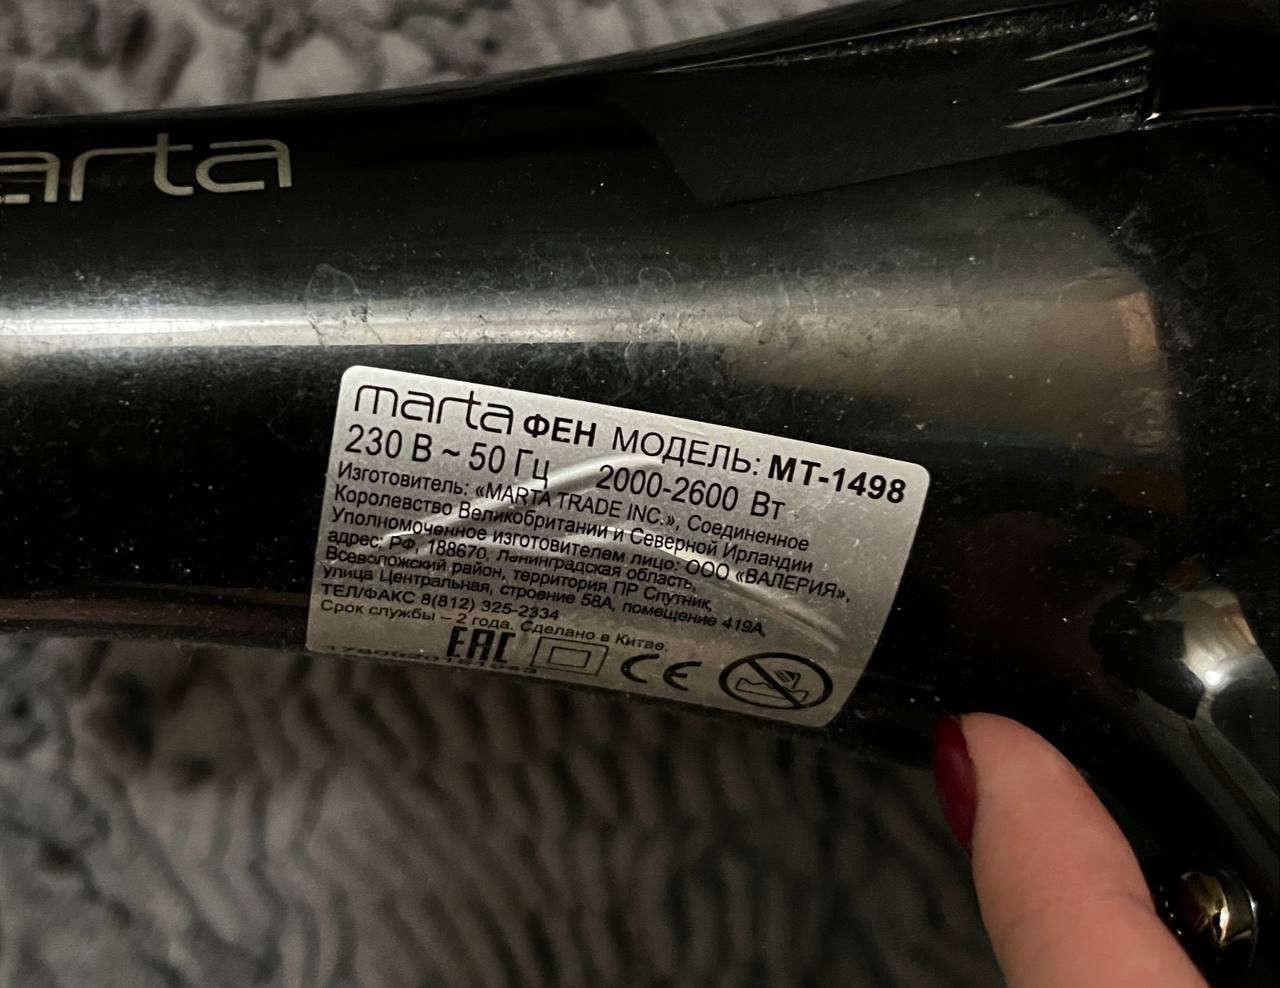 arta
marta ФЕН МОДЕЛЬ: МТ-1498
230 В ~ 50 Гц 2000-2600 Вт
Изготовитель: «MARTA TRADE INC.», Соединенное
Королевство Великобритании и Северной Ирландии
Уполномоченное изготовителем лицо: ООО «ВАЛЕРИЯ»,
адрес: РФ, 188670, Ленинградская область,
Всеволожский район, территория ПР Спутник,
улица Центральная, строение 58А, помещение 419А,
ТЕЛ/ФАКС 8(812) 325-2334
Срок службы – 2 года. Сделано в Китае.
EAC CE